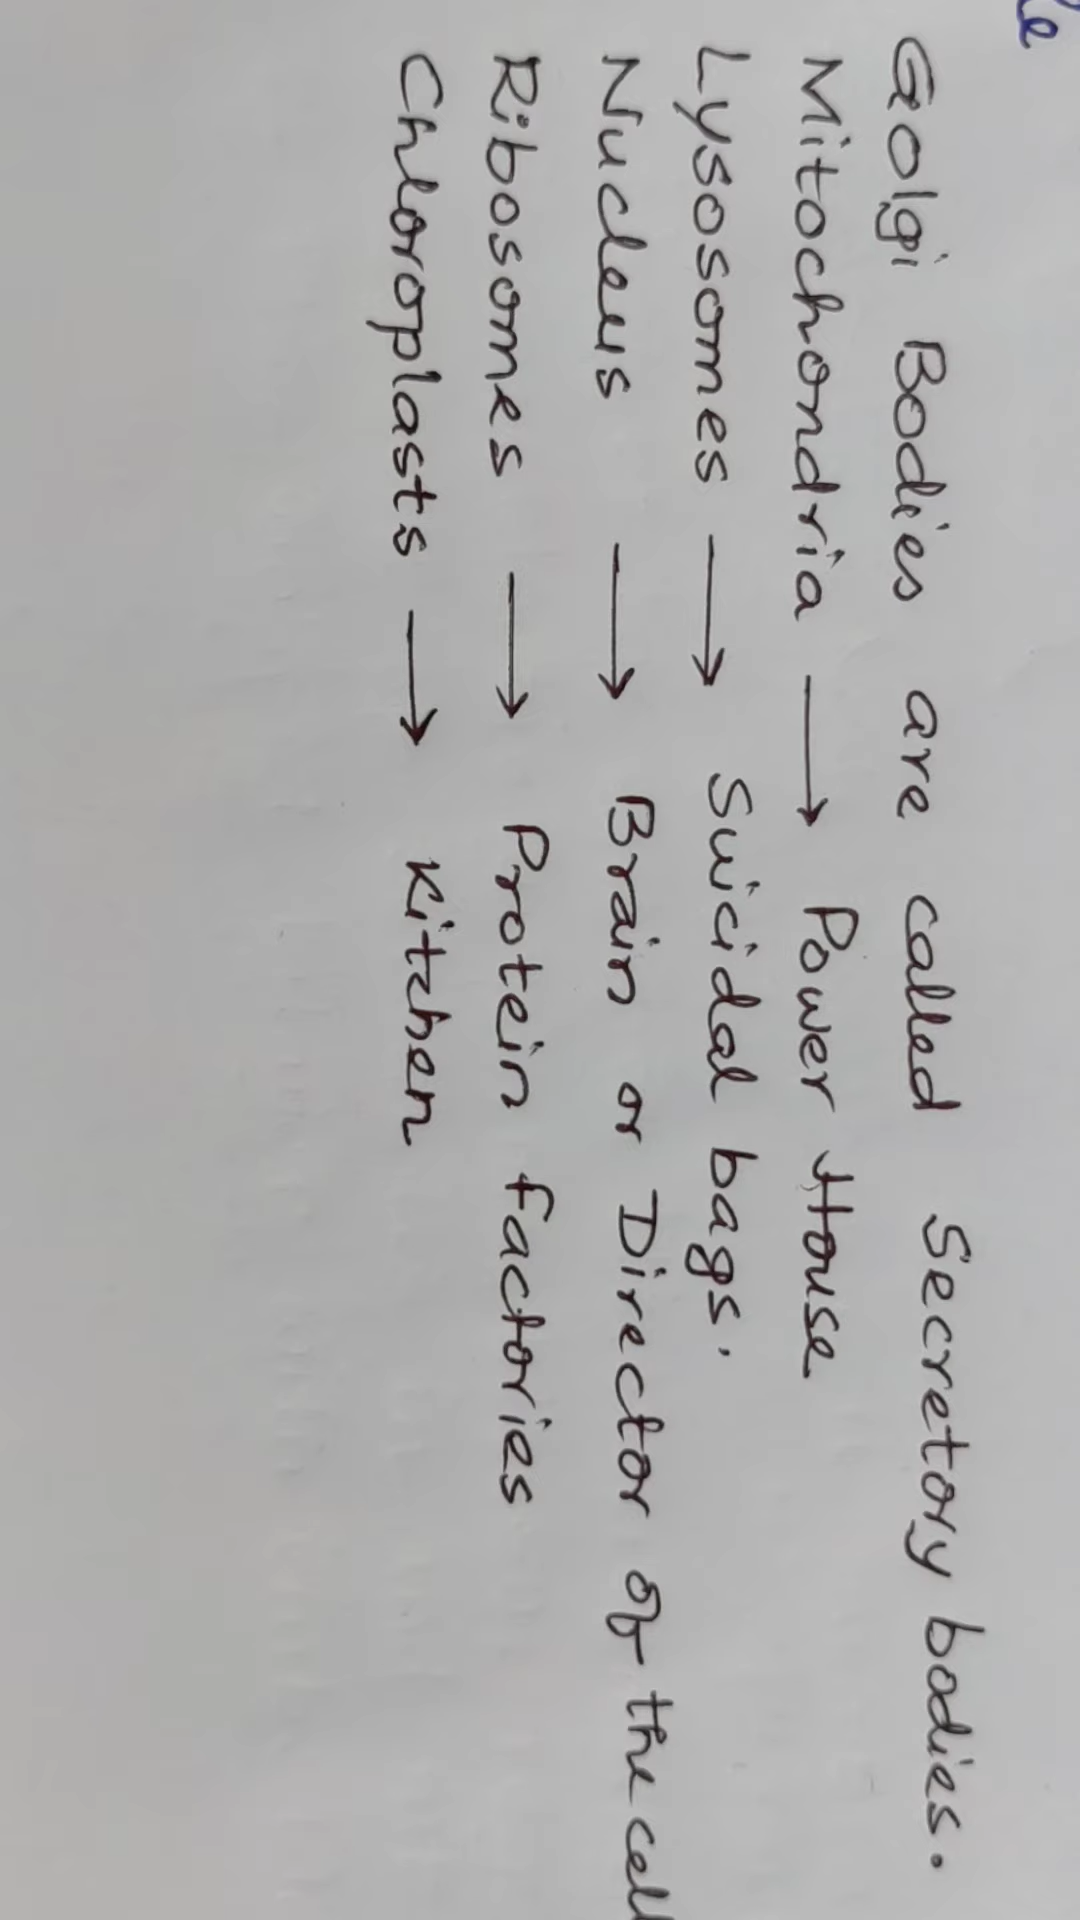 le
Golgi Bodies are called Secretory bodies.
Mitochondria → Power House
Lysosomes → Suicidal bags.
Nucleus → Brain or Director of the cell
Ribosomes → Protein factories
Chloroplasts → Kitchen